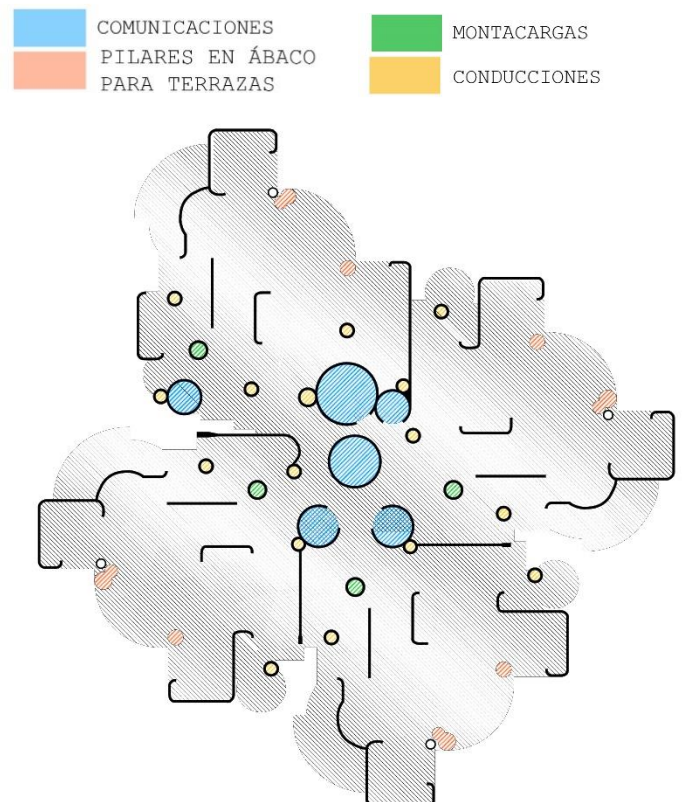 COMUNICACIONES
PILARES EN ÁBACO
PARA TERRAZAS
MONTACARGAS
CONDUCCIONES